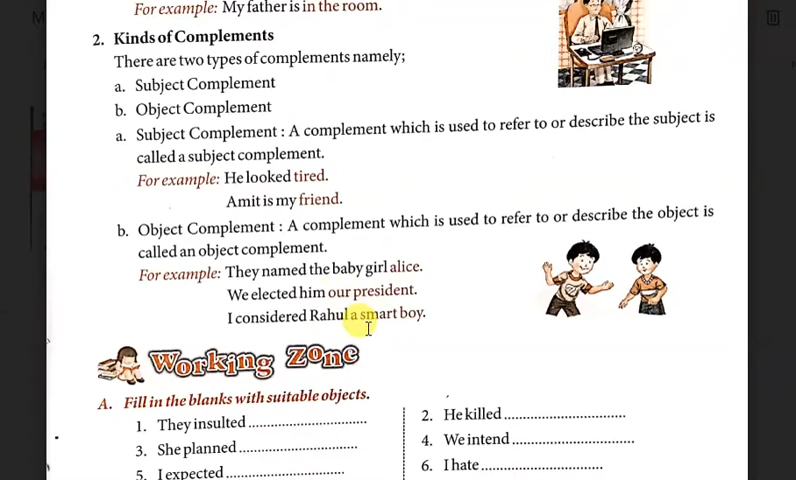 For example: My father is in the room.
2. Kinds of Complements
There are two types of complements namely;
a. Subject Complement
b. Object Complement
a. Subject Complement : A complement which is used to refer to or describe the subject is
called a subject complement.
For example: He looked tired.
Amit is my friend.
b. Object Complement : A complement which is used to refer to or describe the object is
called an object complement.
For example: They named the baby girl alice.
We elected him our president.
I considered Rahul a smart boy.
Working Zone
A. Fill in the blanks with suitable objects.
1. They insulted ..............................
2. He killed ..............................
3. She planned ..............................
4. We intend ..............................
5. I expected ..............................
6. I hate ..............................